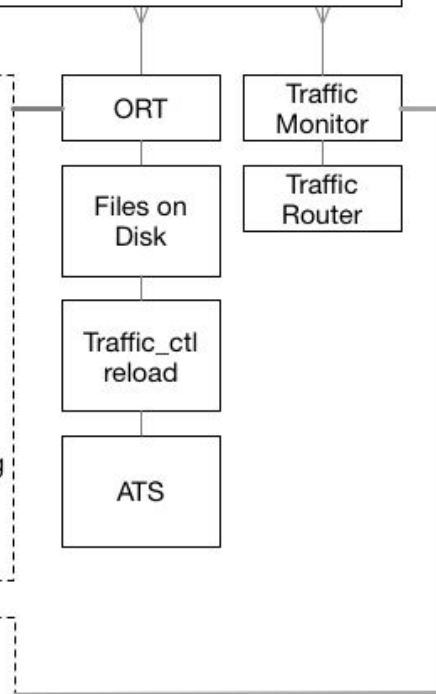 ORT
Files on
Disk
Traffic_ctl
reload
ATS
Traffic
Monitor
Traffic
Router